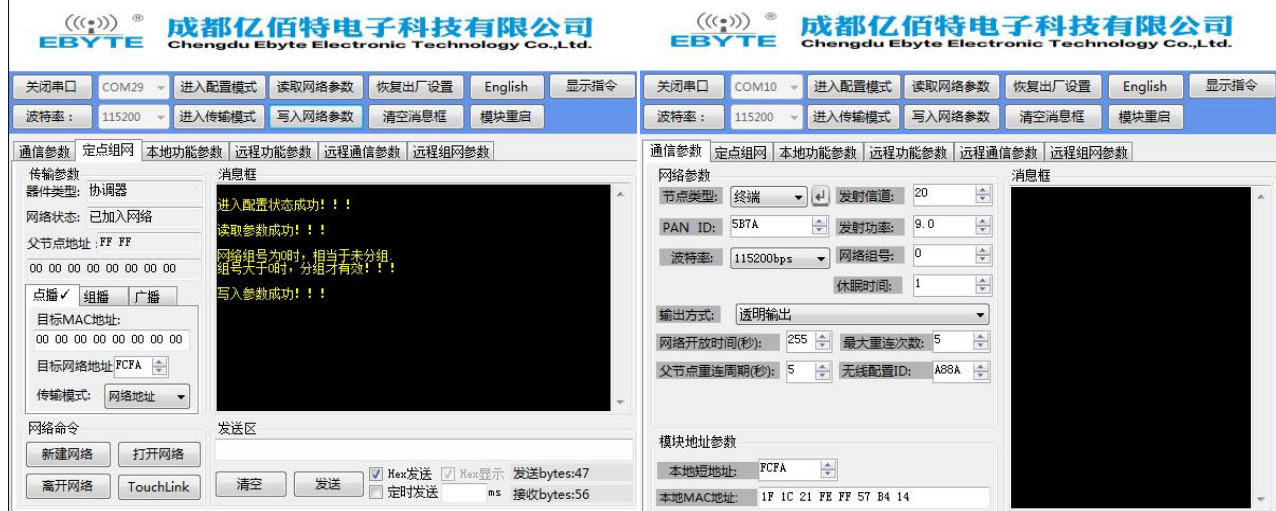 EBYTE ®
成都亿佰特电子科技有限公司
Chengdu Ebyte Electronic Technology Co.,Ltd.
关闭串口 COM29 进入配置模式 读取网络参数 恢复出厂设置 English 显示指令
波特率： 115200 进入传输模式 写入网络参数 清空消息框 模块重启
通信参数 定点组网 本地功能参数 远程功能参数 远程通信参数 远程组网参数
传输参数
器件类型: 协调器
网络状态: 已加入网络
父节点地址: FF FF
00 00 00 00 00 00 00 00
点播✓ 组播 广播
目标MAC地址:
00 00 00 00 00 00 00 00
目标网络地址 FCFA
传输模式: 网络地址
消息框
进入配置状态成功!!!
读取参数成功!!!
网络组号为0时，相当于未分组，
组号大于0时，分组才有效!!!
写入参数成功!!!
网络命令
新建网络 打开网络
离开网络 TouchLink
发送区
清空 发送
Hex发送 Hex显示 发送bytes:47
定时发送 ms 接收bytes:56
EBYTE ®
成都亿佰特电子科技有限公司
Chengdu Ebyte Electronic Technology Co.,Ltd.
关闭串口 COM10 进入配置模式 读取网络参数 恢复出厂设置 English 显示指令
波特率： 115200 进入传输模式 写入网络参数 清空消息框 模块重启
通信参数 定点组网 本地功能参数 远程功能参数 远程通信参数 远程组网参数
网络参数
节点类型: 终端 发射信道: 20
PAN ID: 5B7A 发射功率: 9.0
波特率: 115200bps 网络组号: 0
休眠时间: 1
输出方式: 透明输出
网络开放时间(秒): 255 最大重连次数: 5
父节点重连周期(秒): 5 无线配置ID: A88A
模块地址参数
本地短地址: FCFA
本地MAC地址: 1F 1C 21 FE FF 57 B4 14
消息框